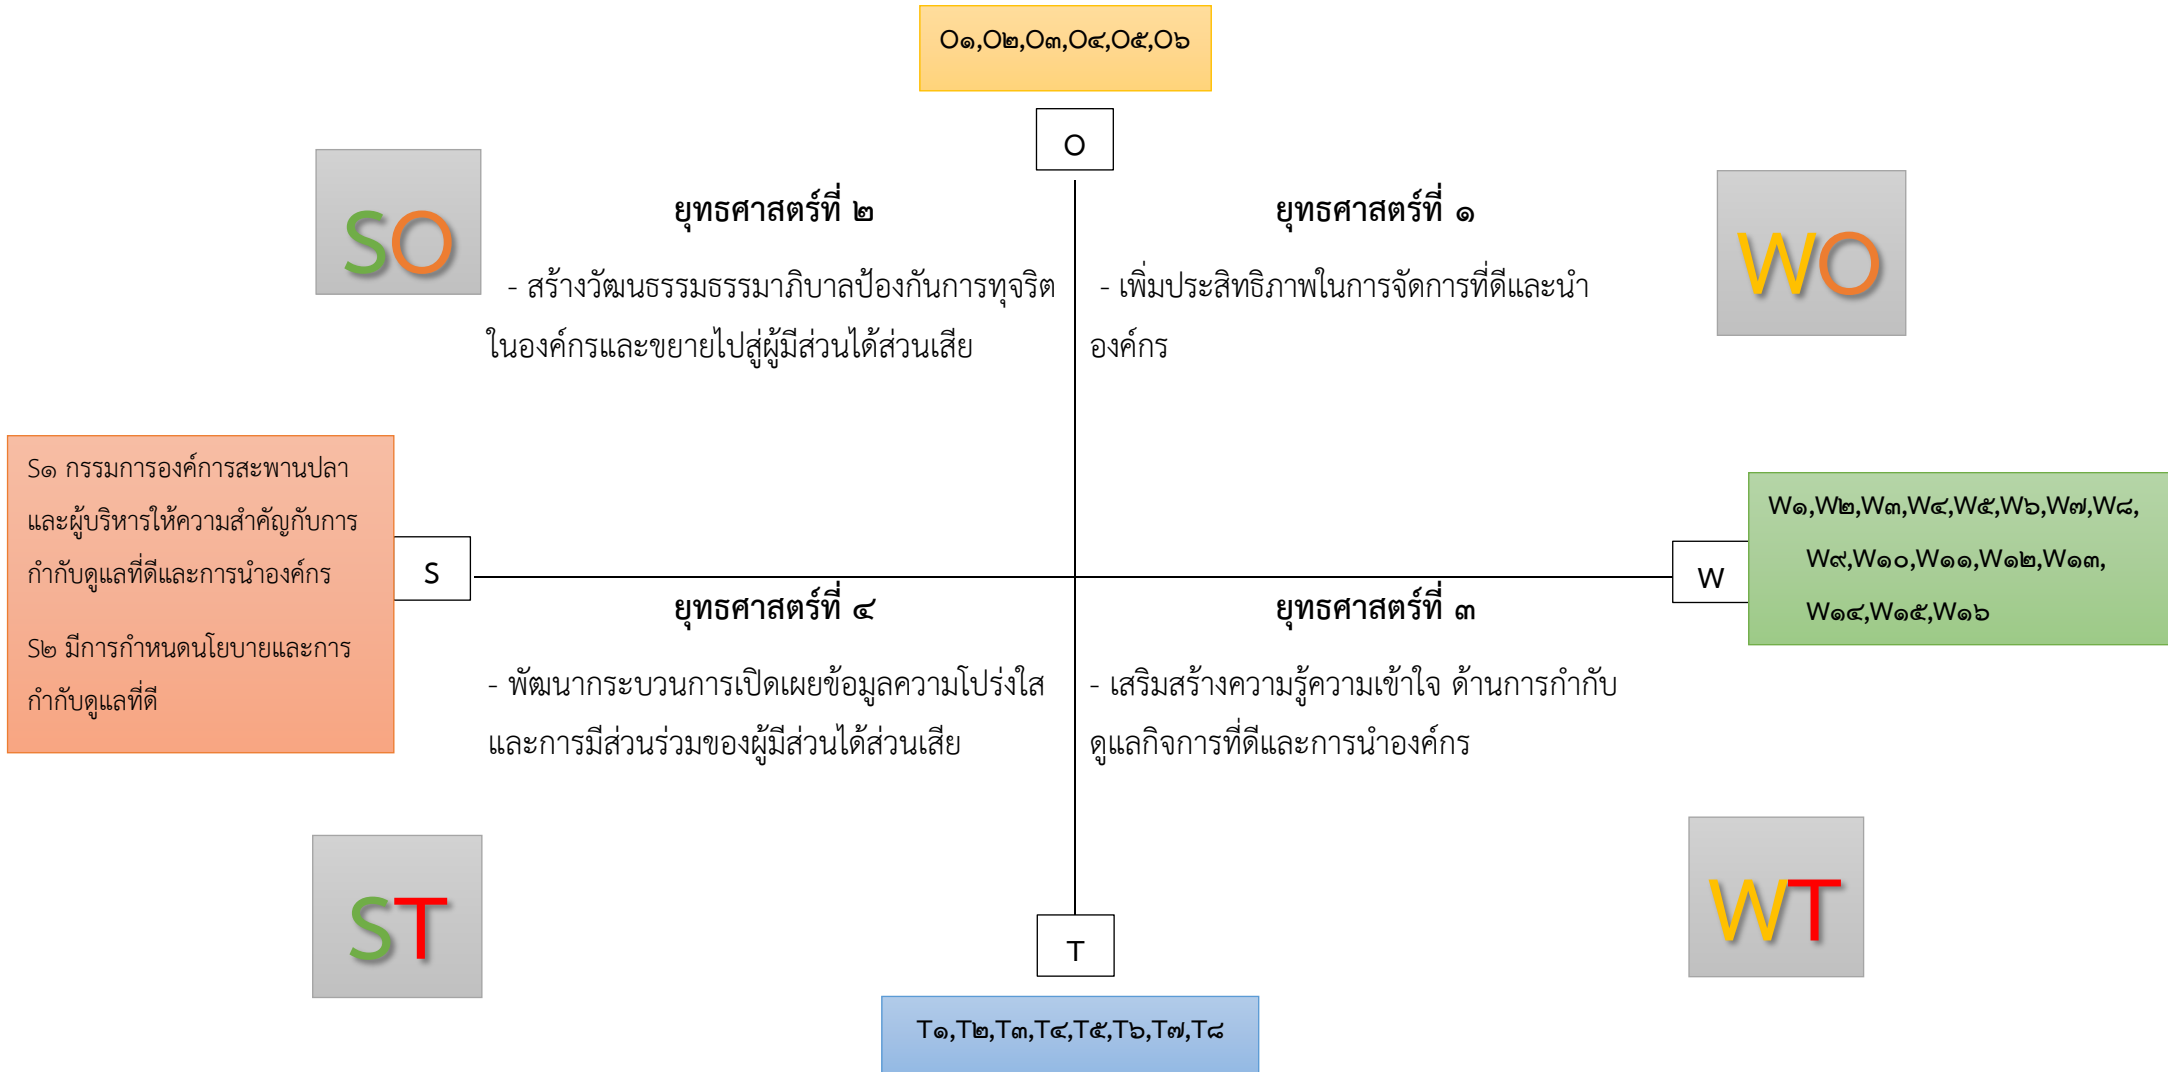 O๑,O๒,O๓,O๔,O๕,O๖
O
SO
ยุทธศาสตร์ที่ ๒
- สร้างวัฒนธรรมธรรมาภิบาลป้องกันการทุจริต
ในองค์กรและขยายไปสู่ผู้มีส่วนได้ส่วนเสีย
ยุทธศาสตร์ที่ ๑
- เพิ่มประสิทธิภาพในการจัดการที่ดีและนำ
องค์กร
WO
S๑ กรรมการองค์การสะพานปลา
และผู้บริหารให้ความสำคัญกับการ
กำกับดูแลที่ดีและการนำองค์กร
S๒ มีการกำหนดนโยบายและการ
กำกับดูแลที่ดี
S
W
W๑,W๒,W๓,W๔,W๕,W๖,W๗,W๘,
W๙,W๑๐,W๑๑,W๑๒,W๑๓,
W๑๔,W๑๕,W๑๖
ยุทธศาสตร์ที่ ๔
- พัฒนากระบวนการเปิดเผยข้อมูลความโปร่งใส
และการมีส่วนร่วมของผู้มีส่วนได้ส่วนเสีย
ยุทธศาสตร์ที่ ๓
- เสริมสร้างความรู้ความเข้าใจ ด้านการกำกับ
ดูแลกิจการที่ดีและการนำองค์กร
ST
WT
T
T๑,T๒,T๓,T๔,T๕,T๖,T๗,T๘